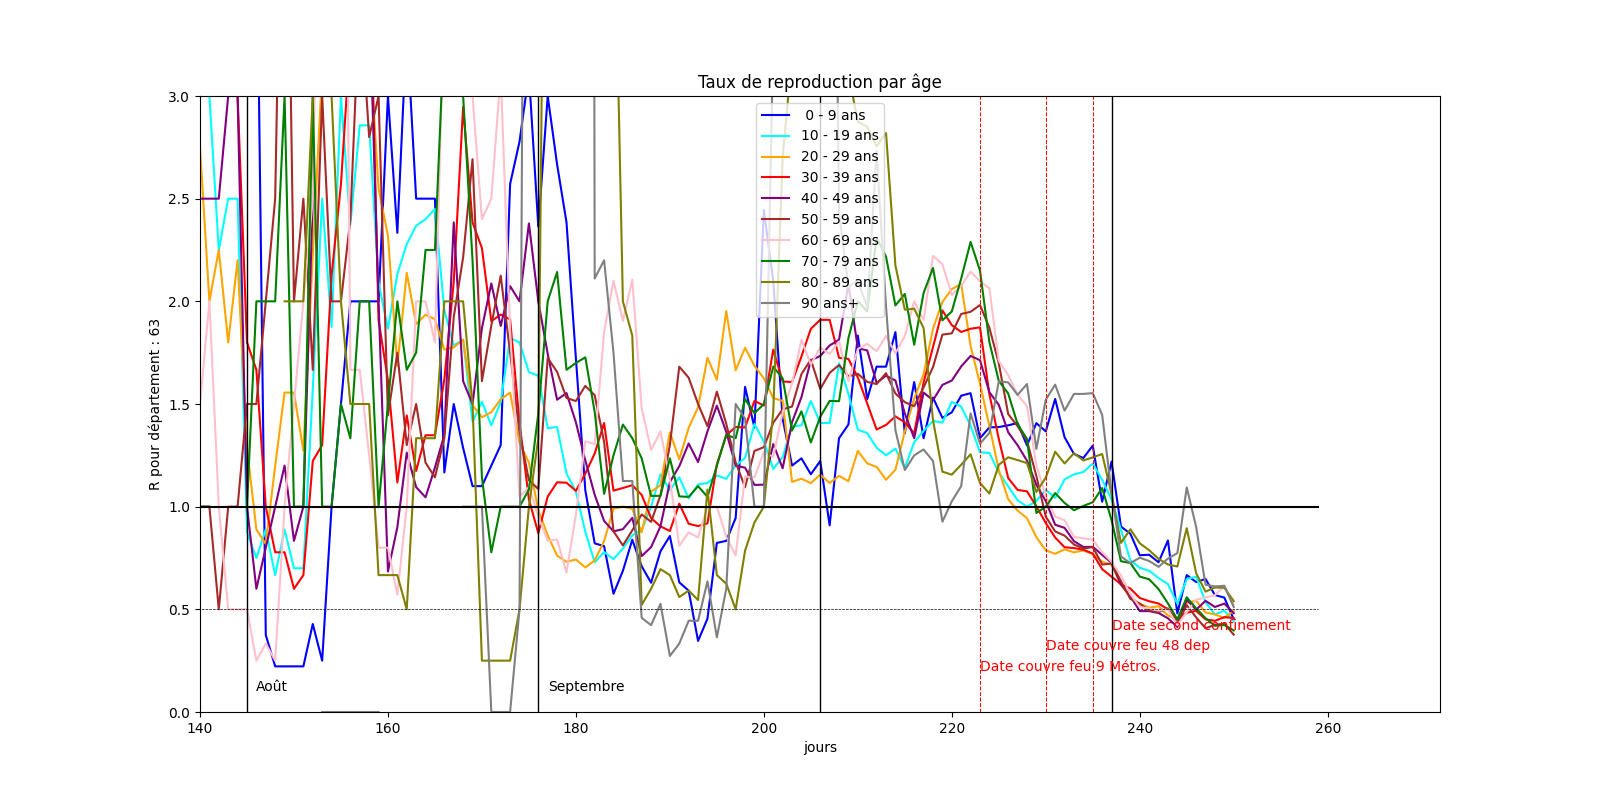 Taux de reproduction par âge
3.0
2.5
2.0
1.5
1.0
0.5
0.0
R pour département : 63
0 - 9 ans
10 - 19 ans
20 - 29 ans
30 - 39 ans
40 - 49 ans
50 - 59 ans
60 - 69 ans
70 - 79 ans
80 - 89 ans
90 ans+
Date second confinement
Date couvre feu 48 dep
Date couvre feu 9 Métros.
Août
Septembre
140
160
180
200
220
240
260
jours